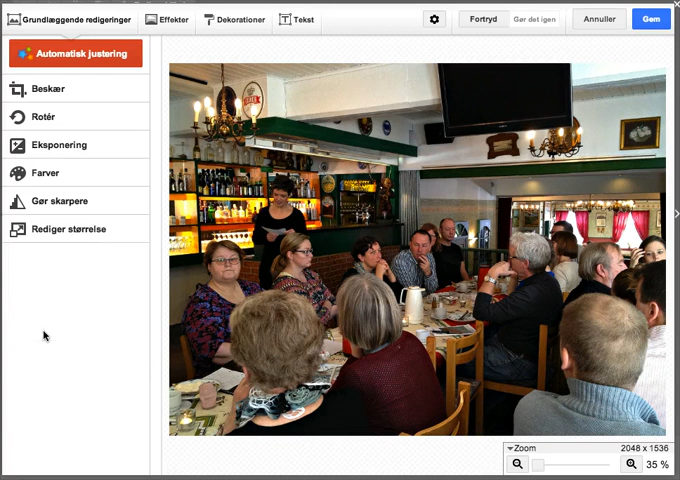 Grundlæggende redigeringer
Effekter
Dekorationer
Tekst
Fortryd
Gør det igen
Annuller
Gem
Automatisk justering
Beskær
Rotér
Eksponering
Farver
Gør skarpere
Rediger størrelse
Zoom
2048 x 1536
35 %